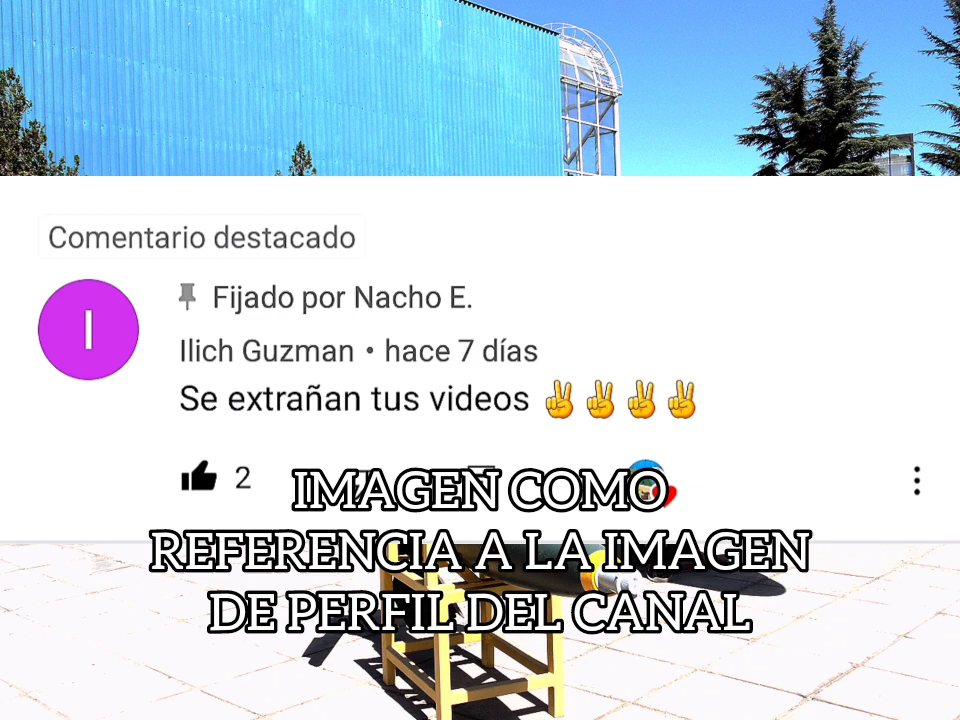 Comentario destacado
I
Fijado por Nacho E.
Ilich Guzman • hace 7 días
Se extrañan tus videos ✌✌✌✌
2
IMAGEN COMO
REFERENCIA A LA IMAGEN
DE PERFIL DEL CANAL